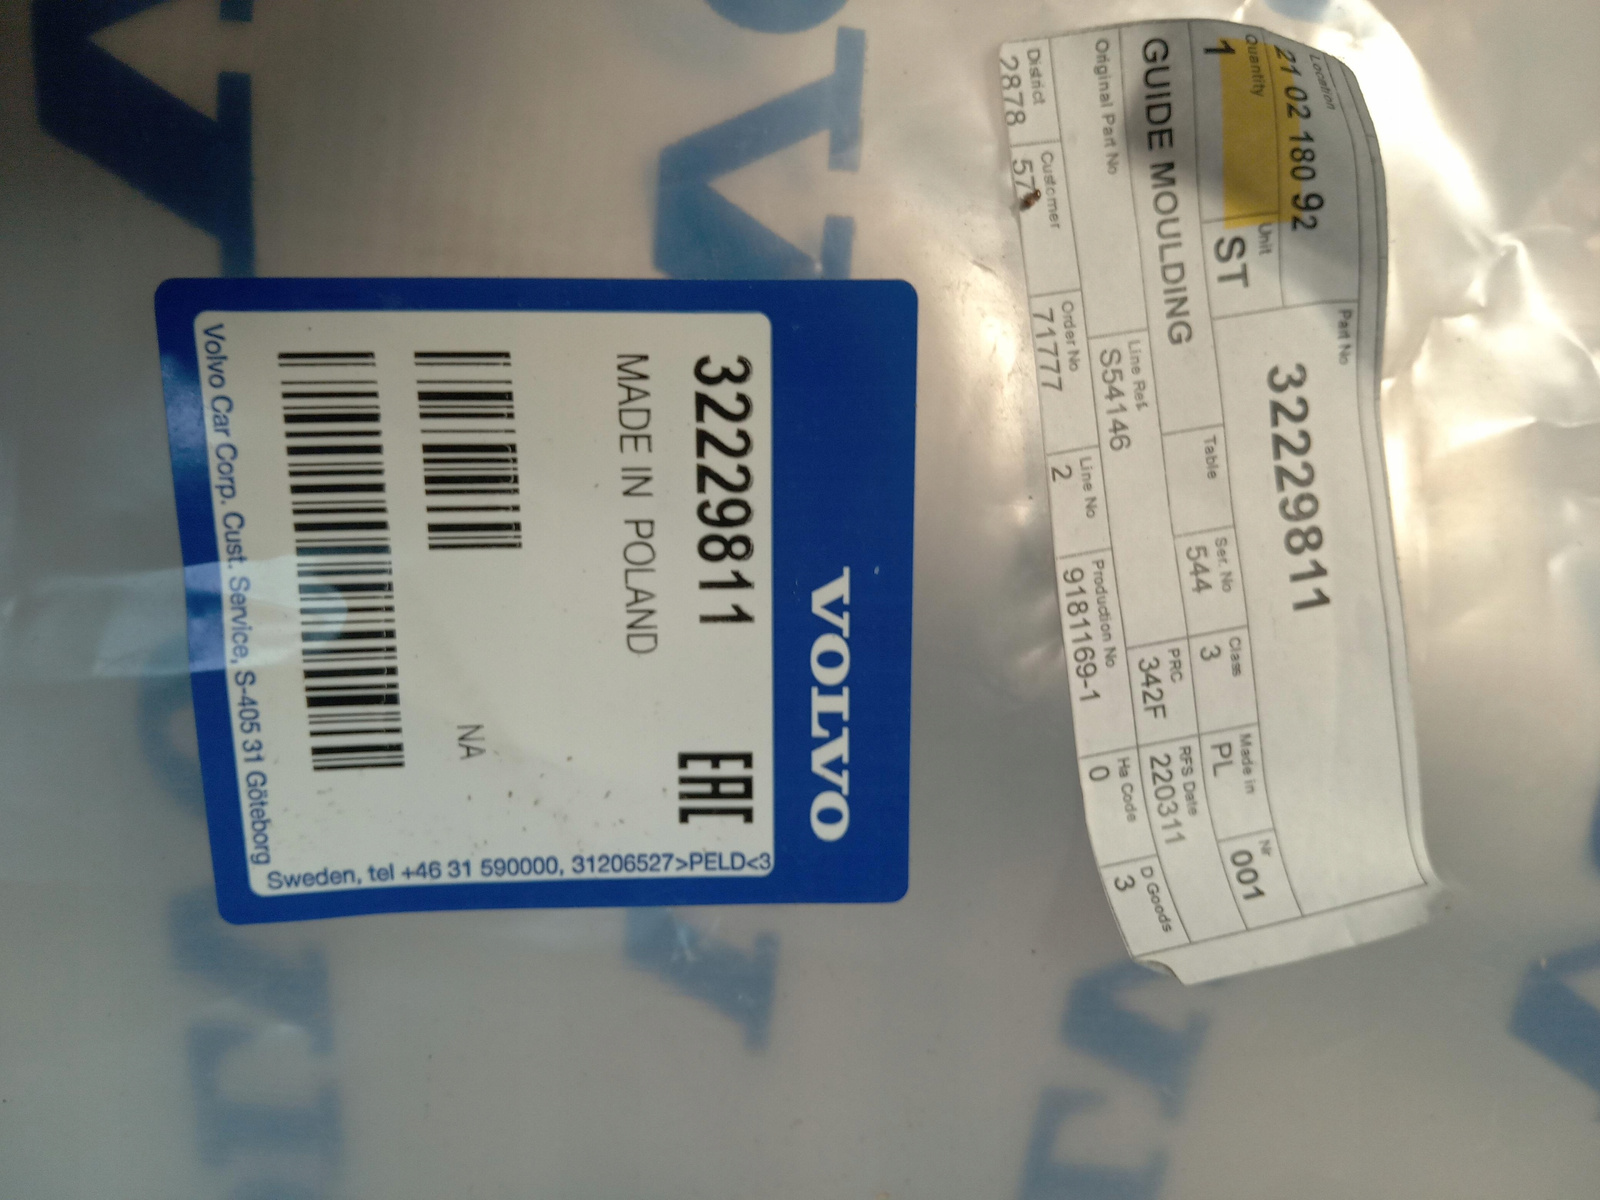 Location
Part No
21 02 180 92
32229811
Quantity
Unit
1
ST
Table
Ser. No
Class
Made in
Nr
544
3
PL
001
GUIDE MOULDING
Original Part No
Line Ref.
PRC
RFS Date
S54146
342F
220311
District
Customer
Order No
Line No
Production No
Ha Code
D Goods
2878
71777
2
9181169-1
0
3
VOLVO
32229811
EAC
MADE IN POLAND
NA
Volvo Car Corp. Cust. Service, S-405 31 Göteborg
Sweden, tel +46 31 590000, 31206527>PELD<3